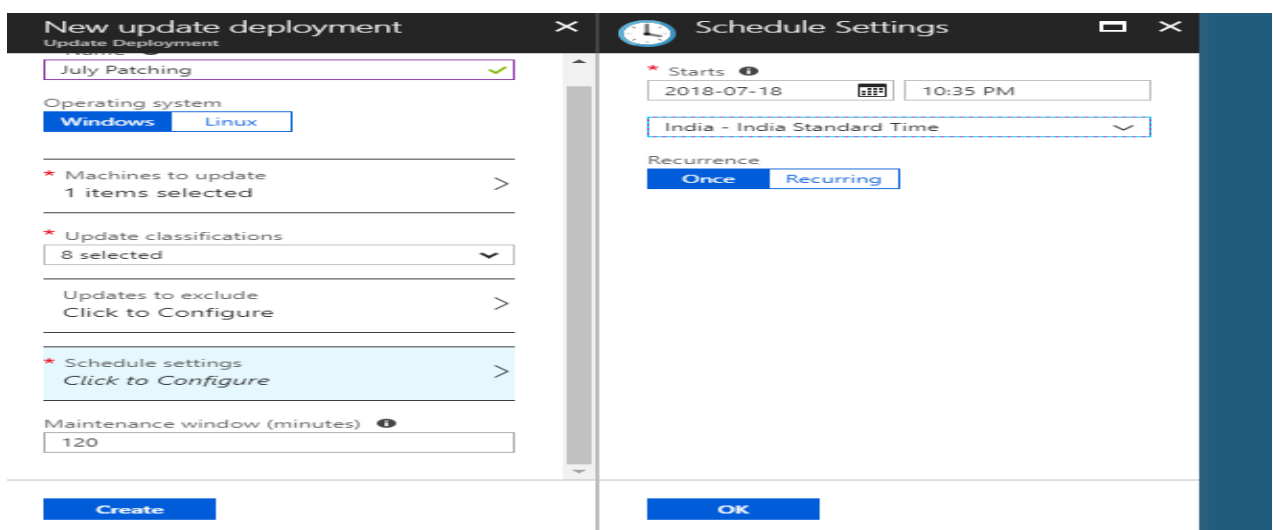 New update deployment
Update Deployment
Name
July Patching
Operating system
Windows Linux
* Machines to update
1 items selected
* Update classifications
8 selected
Updates to exclude
Click to Configure
* Schedule settings
Click to Configure
Maintenance window (minutes)
120
Create
Schedule Settings
* Starts
2018-07-18 10:35 PM
India - India Standard Time
Recurrence
Once Recurring
OK